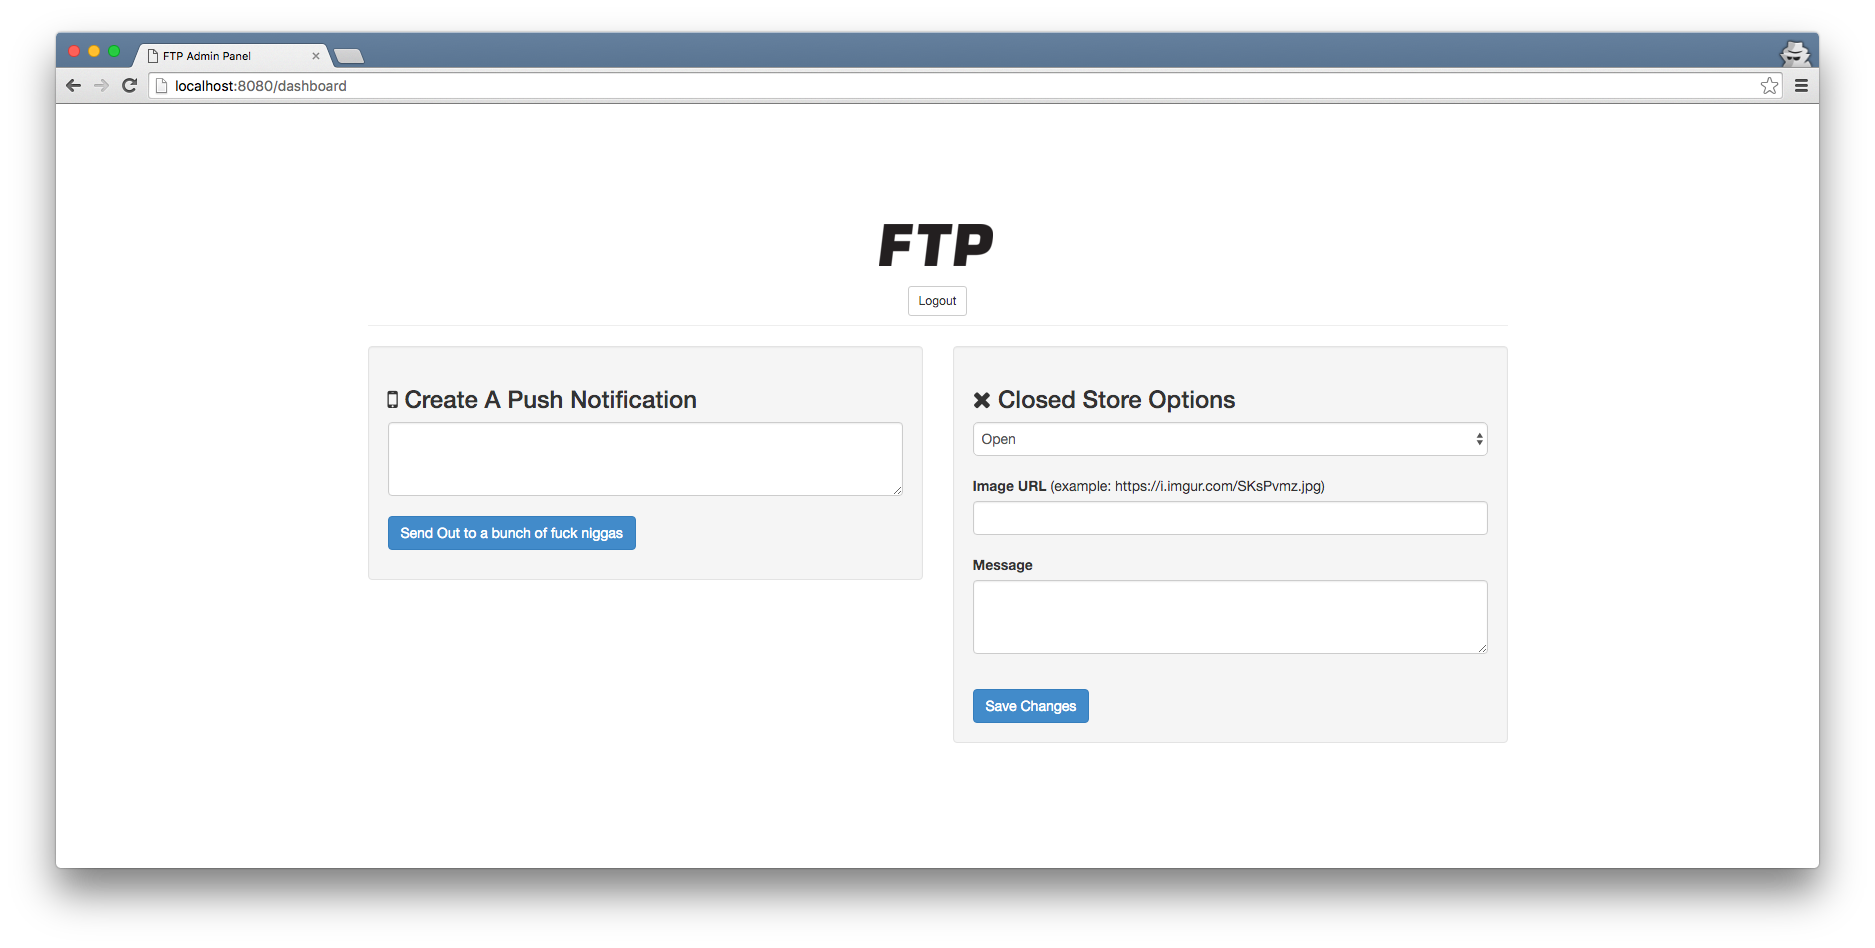 FTP Admin Panel
localhost:8080/dashboard
FTP
Logout
Create A Push Notification
Send Out to a bunch of fuck niggas
Closed Store Options
Open
Image URL (example: https://i.imgur.com/SKsPvmz.jpg)
Message
Save Changes